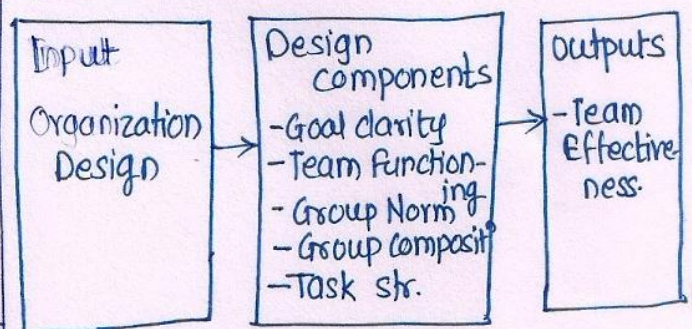 Input
Organization
Design
Design
components
-Goal clarity
-Team Function-
ing
- Group Norm
- Group composit
-Task str.
outputs
-Team
Effective-
ness.